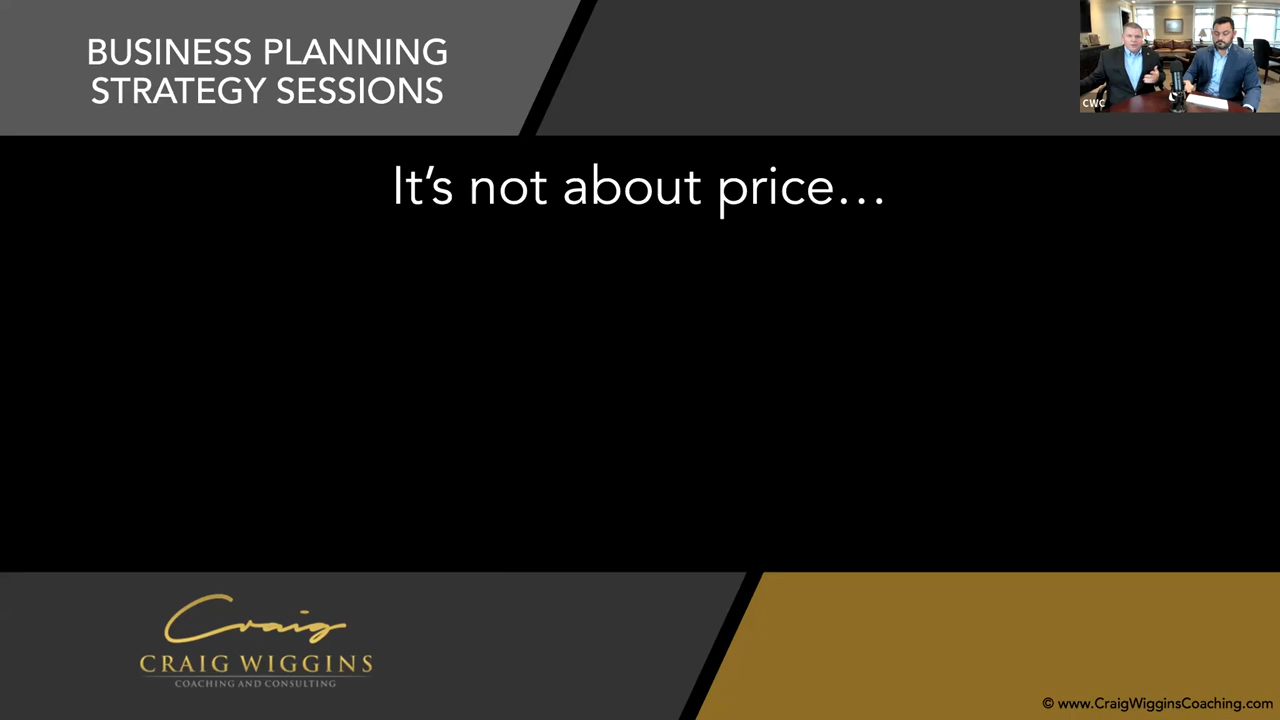 BUSINESS PLANNING
STRATEGY SESSIONS
CWC
It’s not about price…
Craig
CRAIG WIGGINS
COACHING AND CONSULTING
© www.CraigWigginsCoaching.com